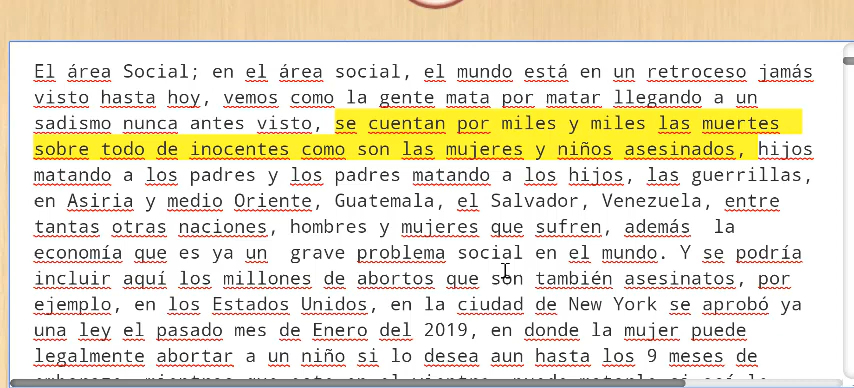 El área Social; en el área social, el mundo está en un retroceso jamás
visto hasta hoy, vemos como la gente mata por matar llegando a un
sadismo nunca antes visto, se cuentan por miles y miles las muertes
sobre todo de inocentes como son las mujeres y niños asesinados, hijos
matando a los padres y los padres matando a los hijos, las guerrillas,
en Asiria y medio Oriente, Guatemala, el Salvador, Venezuela, entre
tantas otras naciones, hombres y mujeres que sufren, además  la
economía que es ya un  grave problema social en el mundo. Y se podría
incluir aquí los millones de abortos que son también asesinatos, por
ejemplo, en los Estados Unidos, en la ciudad de New York se aprobó ya
una ley el pasado mes de Enero del 2019, en donde la mujer puede
legalmente abortar a un niño si lo desea aun hasta los 9 meses de